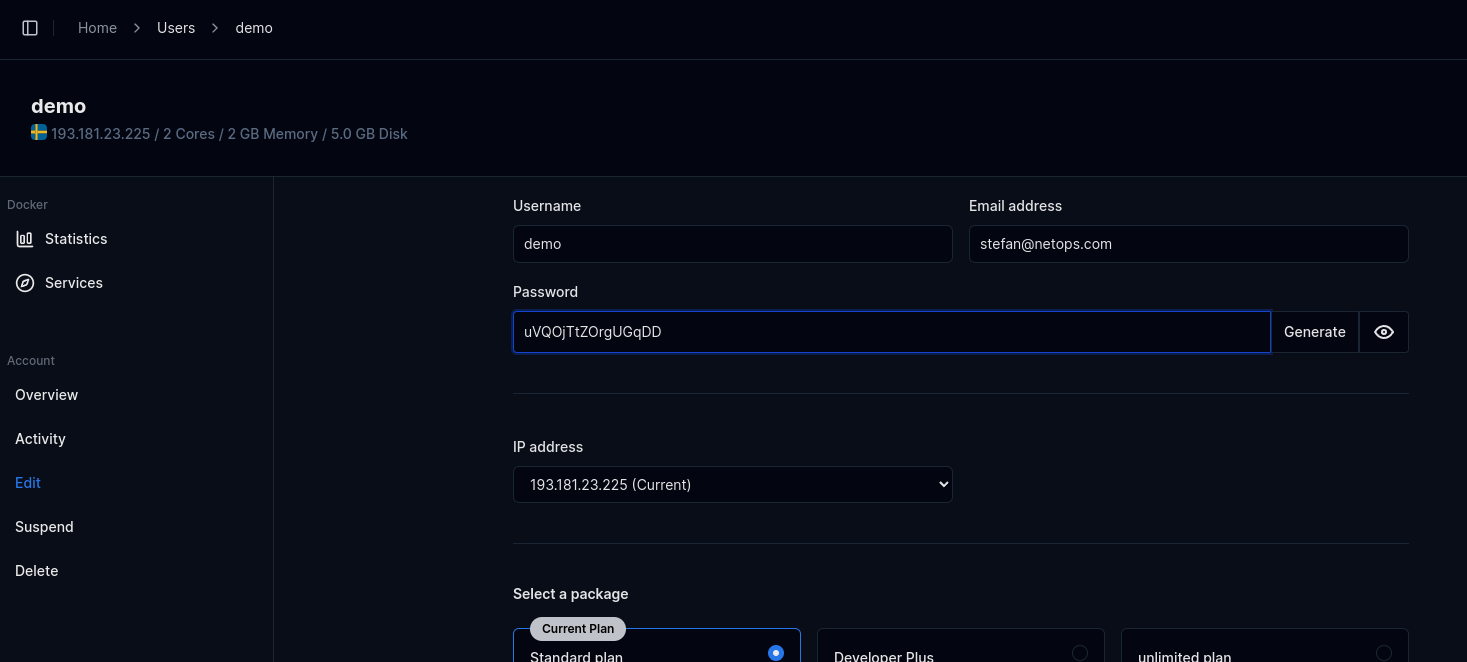 Home > Users > demo
demo
193.181.23.225 / 2 Cores / 2 GB Memory / 5.0 GB Disk
Docker
Statistics
Services
Account
Overview
Activity
Edit
Suspend
Delete
Username
demo
Email address
stefan@netops.com
Password
uVQOjTtZOrgUGqDD
Generate
IP address
193.181.23.225 (Current)
Select a package
Current Plan
Standard plan
Developer Plus
unlimited plan